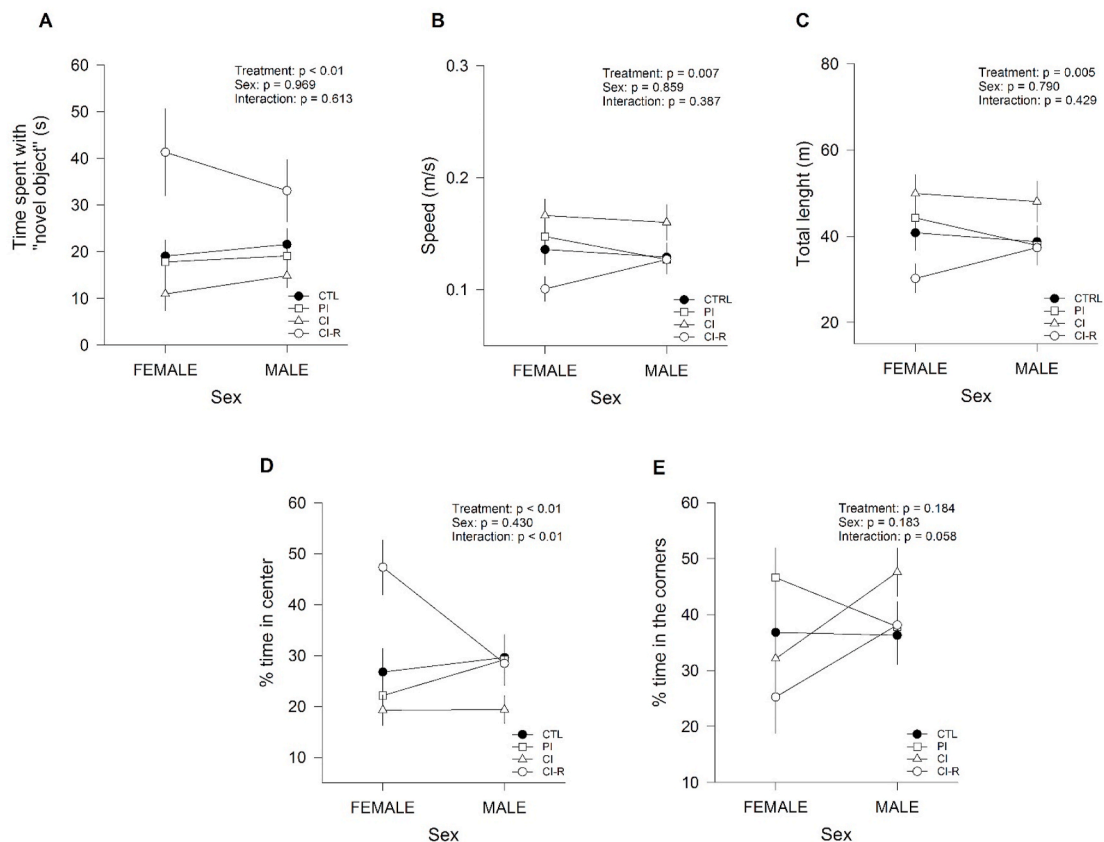 A
Time spent with
"novel object" (s)
60
50
40
30
20
10
0
Treatment: p < 0.01
Sex: p = 0.969
Interaction: p = 0.613
CTL
PI
CI
CI-R
FEMALE MALE
Sex
B
Speed (m/s)
0.3
0.2
0.1
Treatment: p = 0.007
Sex: p = 0.859
Interaction: p = 0.387
CTRL
PI
CI
CI-R
FEMALE MALE
Sex
C
Total lenght (m)
80
60
40
20
Treatment: p = 0.005
Sex: p = 0.790
Interaction: p = 0.429
CTRL
PI
CI
CI-R
FEMALE MALE
Sex
D
% time in center
60
50
40
30
20
10
Treatment: p < 0.01
Sex: p = 0.430
Interaction: p < 0.01
CTL
PI
CI
CI-R
FEMALE MALE
Sex
E
% time in the corners
60
50
40
30
20
10
Treatment: p = 0.184
Sex: p = 0.183
Interaction: p = 0.058
CTL
PI
CI
CI-R
FEMALE MALE
Sex